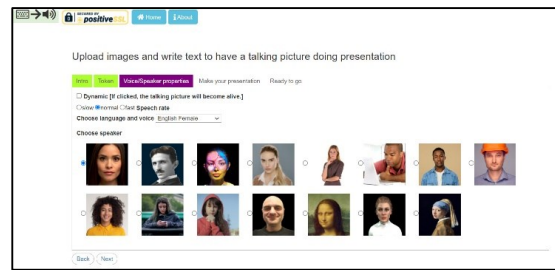 SECURED BY
positiveSSL
Home
About
Upload images and write text to have a talking picture doing presentation
Intro Token Voice/Speaker properties Make your presentation Ready to go
Dynamic [If clicked, the talking picture will become alive.]
slow normal fast Speech rate
Choose language and voice English Female
Choose speaker
Back Next